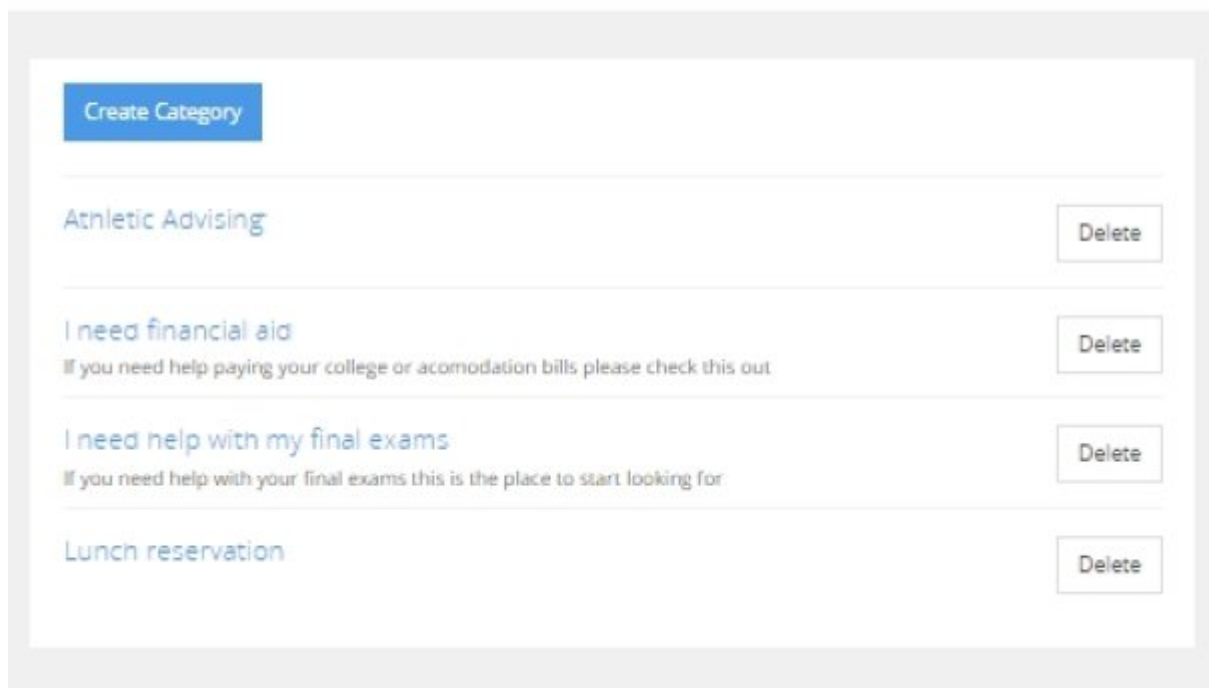 Create Category
Athletic Advising
Delete
I need financial aid
If you need help paying your college or acomodation bills please check this out
Delete
I need help with my final exams
If you need help with your final exams this is the place to start looking for
Delete
Lunch reservation
Delete